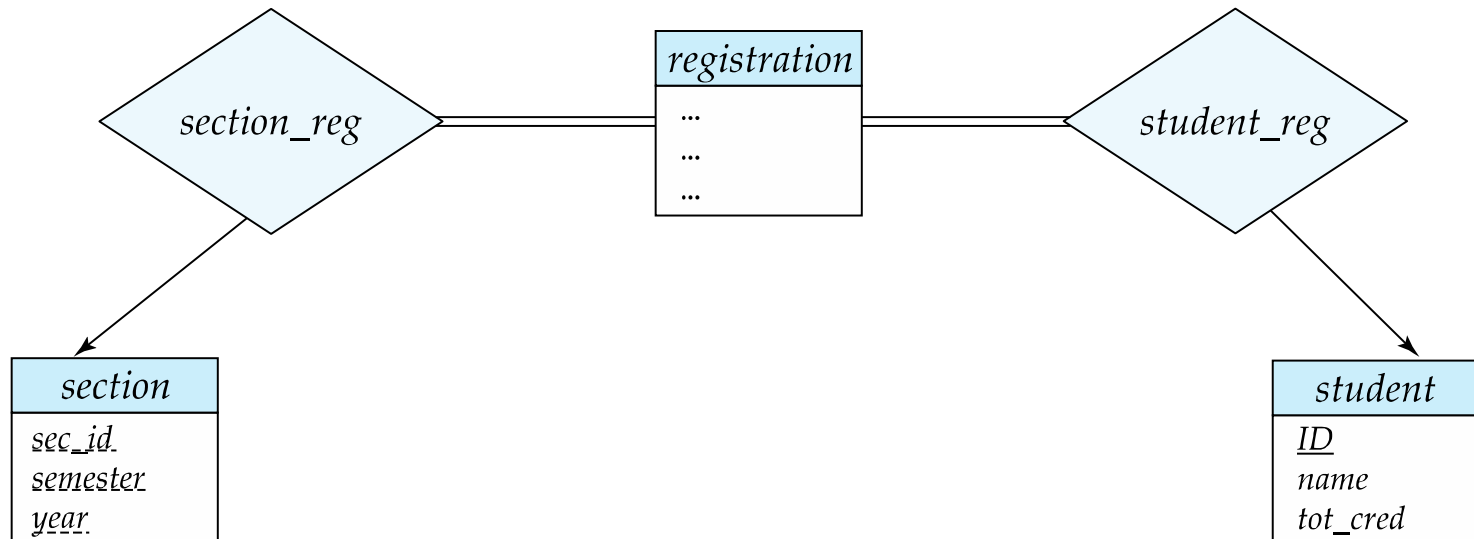 section_reg
registration
...
...
...
student_reg
section
sec_id
semester
year
student
ID
name
tot_cred